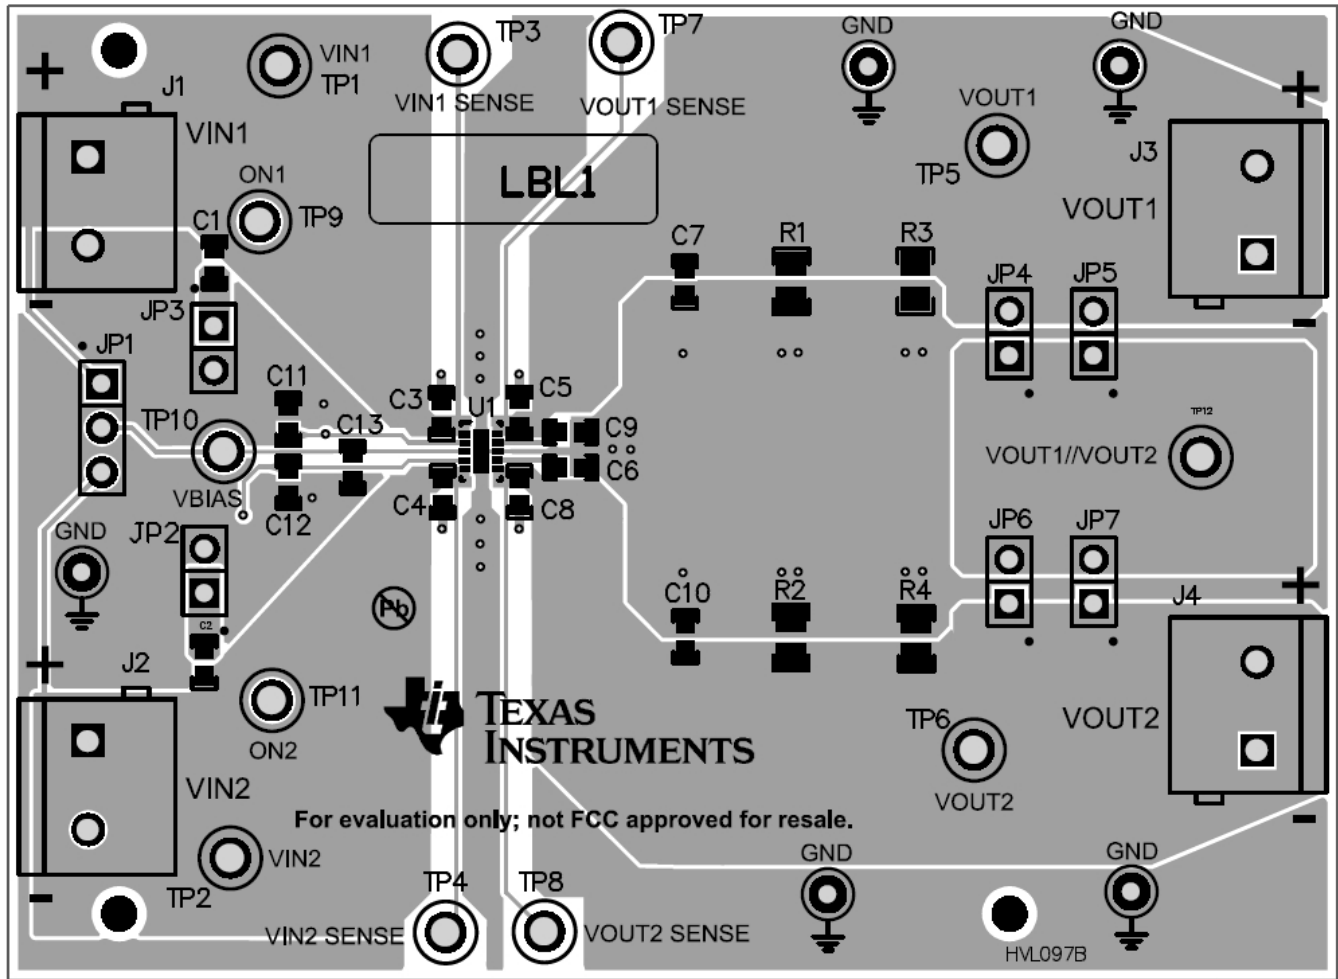 TP3
TP7
GND
GND
+
VIN1
TP1
J1
VIN1 SENSE
VOUT1 SENSE
VOUT1
+
VIN1
LBL1
TP5
J3
VOUT1
ON1
TP9
C1
C7
R1
R3
-
JP3
JP4
JP5
-
JP1
C11
C3
C5
U1
TP10
C13
C9
TP12
VOUT1//VOUT2
C6
VBIAS
C12
C4
C8
GND
JP2
JP6
JP7
+
C10
R2
R4
J4
Pb
C2
+
J2
TP11
ON2
TEXAS
INSTRUMENTS
TP6
VOUT2
VOUT2
VIN2
For evaluation only; not FCC approved for resale.
-
VIN2
GND
GND
TP2
-
TP4
TP8
VIN2 SENSE
VOUT2 SENSE
HVL097B